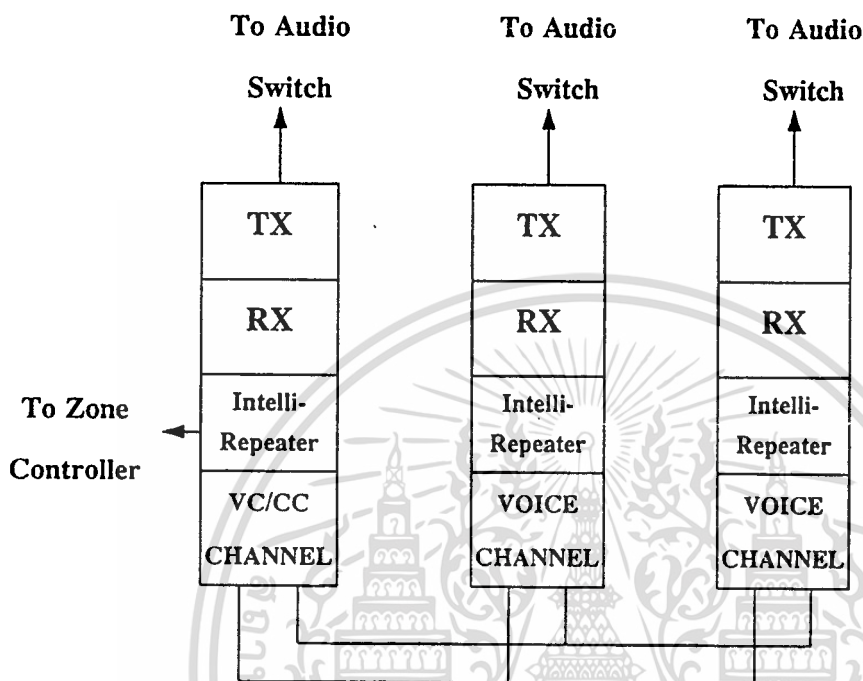 To Audio
Switch
To Audio
Switch
To Audio
Switch
TX
RX
Intelli-
Repeater
VC/CC
CHANNEL
TX
RX
Intelli-
Repeater
VOICE
CHANNEL
TX
RX
Intelli-
Repeater
VOICE
CHANNEL
To Zone
Controller